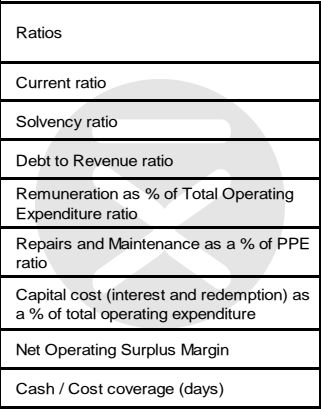 Ratios
Current ratio
Solvency ratio
Debt to Revenue ratio
Remuneration as % of Total Operating
Expenditure ratio
Repairs and Maintenance as a % of PPE
ratio
Capital cost (interest and redemption) as
a % of total operating expenditure
Net Operating Surplus Margin
Cash / Cost coverage (days)